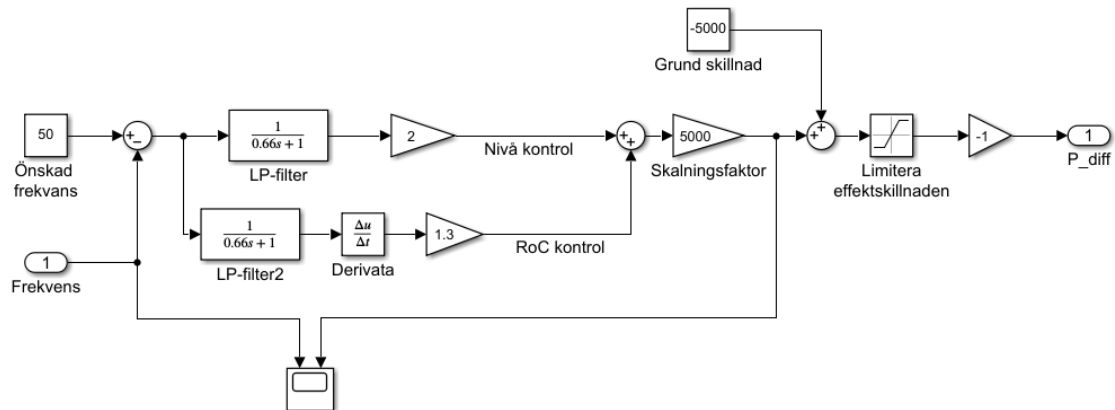 -5000
Grund skillnad
50
Önskad
frekvans
+
−
1
0.66s + 1
LP-filter
2
Nivå kontrol
+
+
5000
Skalningsfaktor
+
+
Limitera
effektskillnaden
-1
1
P_diff
1
0.66s + 1
LP-filter2
Δu
Δt
Derivata
1.3
RoC kontrol
1
Frekvens